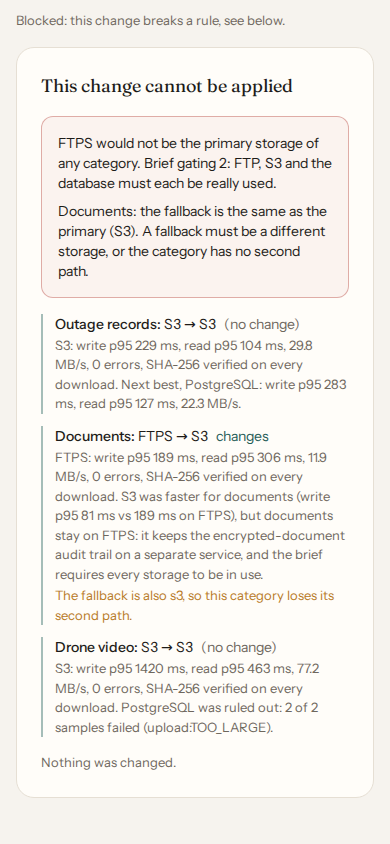 Blocked: this change breaks a rule, see below.
This change cannot be applied
FTPS would not be the primary storage of
any category. Brief gating 2: FTP, S3 and the
database must each be really used.
Documents: the fallback is the same as the
primary (S3). A fallback must be a different
storage, or the category has no second
path.
Outage records: S3 → S3 (no change)
S3: write p95 229 ms, read p95 104 ms, 29.8
MB/s, 0 errors, SHA-256 verified on every
download. Next best, PostgreSQL: write p95 283
ms, read p95 127 ms, 22.3 MB/s.
Documents: FTPS → S3 changes
FTPS: write p95 189 ms, read p95 306 ms, 11.9
MB/s, 0 errors, SHA-256 verified on every
download. S3 was faster for documents (write
p95 81 ms vs 189 ms on FTPS), but documents
stay on FTPS: it keeps the encrypted-document
audit trail on a separate service, and the brief
requires every storage to be in use.
The fallback is also s3, so this category loses its
second path.
Drone video: S3 → S3 (no change)
S3: write p95 1420 ms, read p95 463 ms, 77.2
MB/s, 0 errors, SHA-256 verified on every
download. PostgreSQL was ruled out: 2 of 2
samples failed (upload:TOO_LARGE).
Nothing was changed.